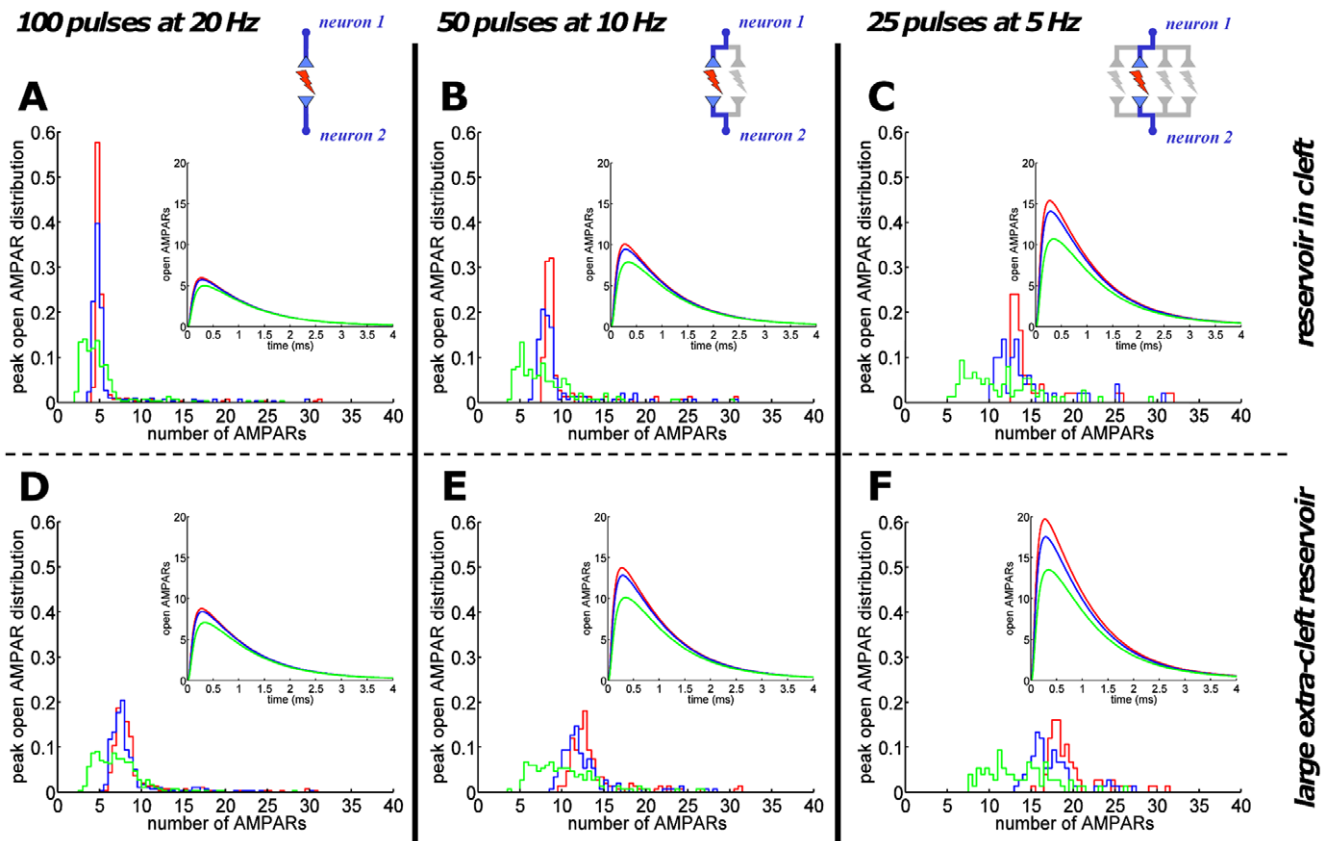 100 pulses at 20 Hz
50 pulses at 10 Hz
25 pulses at 5 Hz
neuron 1
neuron 1
neuron 1
neuron 2
neuron 2
neuron 2
A
B
C
peak open AMPAR distribution
0.6
0.5
0.4
0.3
0.2
0.1
0
0 5 10 15 20 25 30 35 40
number of AMPARs
open AMPARs
20
15
10
5
0
0 0.5 1 1.5 2 2.5 3 3.5 4
time (ms)
peak open AMPAR distribution
0.6
0.5
0.4
0.3
0.2
0.1
0
0 5 10 15 20 25 30 35 40
number of AMPARs
open AMPARs
20
15
10
5
0
0 0.5 1 1.5 2 2.5 3 3.5 4
time (ms)
peak open AMPAR distribution
0.6
0.5
0.4
0.3
0.2
0.1
0
0 5 10 15 20 25 30 35 40
number of AMPARs
open AMPARs
20
15
10
5
0
0 0.5 1 1.5 2 2.5 3 3.5 4
time (ms)
reservoir in cleft
D
E
F
peak open AMPAR distribution
0.6
0.5
0.4
0.3
0.2
0.1
0
0 5 10 15 20 25 30 35 40
number of AMPARs
open AMPARs
20
15
10
5
0
0 0.5 1 1.5 2 2.5 3 3.5 4
time (ms)
peak open AMPAR distribution
0.6
0.5
0.4
0.3
0.2
0.1
0
0 5 10 15 20 25 30 35 40
number of AMPARs
open AMPARs
20
15
10
5
0
0 0.5 1 1.5 2 2.5 3 3.5 4
time (ms)
peak open AMPAR distribution
0.6
0.5
0.4
0.3
0.2
0.1
0
0 5 10 15 20 25 30 35 40
number of AMPARs
open AMPARs
20
15
10
5
0
0 0.5 1 1.5 2 2.5 3 3.5 4
time (ms)
large extra-cleft reservoir